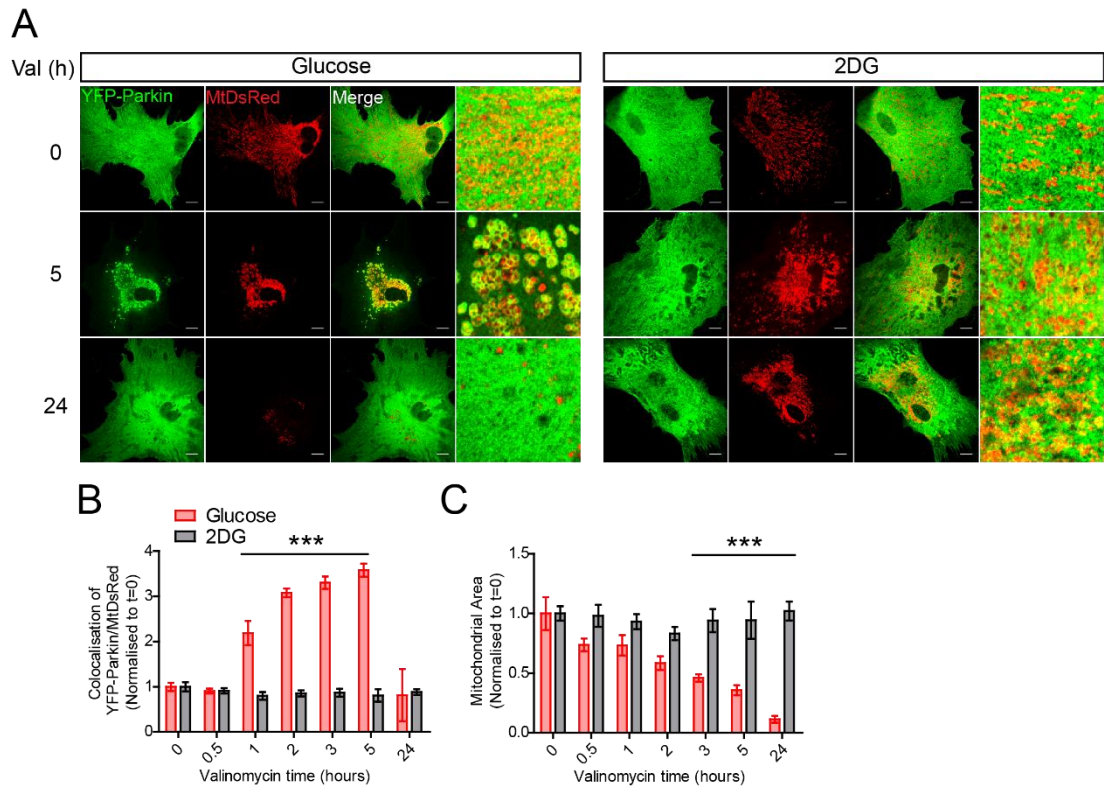 A
Val (h)
Glucose
2DG
YFP-Parkin
MtDsRed
Merge
0
5
24
B
Glucose
2DG
***
Colocalisation of
YFP-Parkin/MtDsRed
(Normalised to t=0)
4
3
2
1
0
0
0.5
1
2
3
5
24
Valinomycin time (hours)
C
***
Mitochondrial Area
(Normalised to t=0)
1.5
1.0
0.5
0.0
0
0.5
1
2
3
5
24
Valinomycin time (hours)